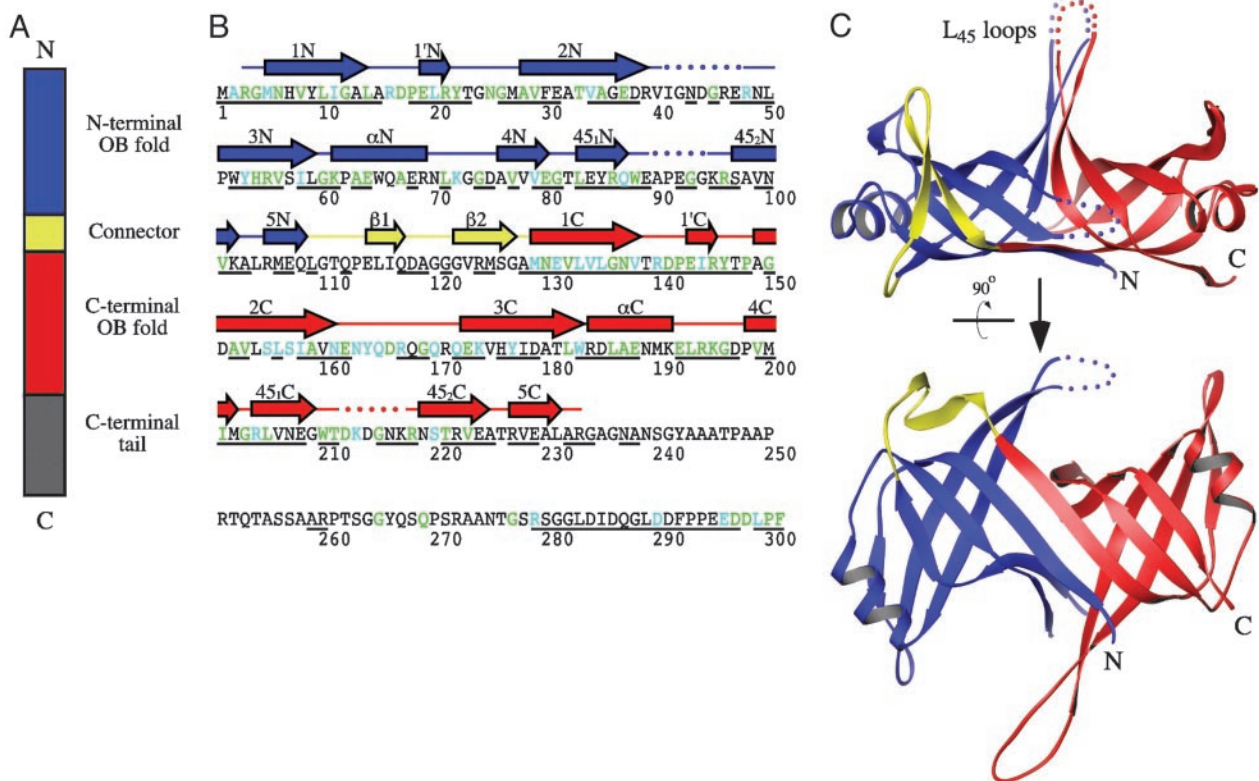 A
N
N-terminal
OB fold
Connector
C-terminal
OB fold
C-terminal
tail
C
B
1N 1'N 2N
MARGMNHVYLIGALARDPELRYTGNGMAVFEATVAGEDRVIGNDGRERNL
1 10 20 30 40 50
3N αN 4N 45₁N 45₂N
PWYHRVSILGKPAEWQAERNLKGGDAVVVEGTLEYRQWEAPEGGKRSAVN
60 70 80 90 100
5N β1 β2 1C 1'C
VKALRMEQLGTQPELIQDAGGGVRMSGAMNEVLVLGNVTRDPEIRYTPAG
110 120 130 140 150
2C 3C αC 4C
DAVLSLSIAVNENYQDRQGQRQEKVHYIDATLWRDLAENMKELRKGDPVM
160 170 180 190 200
45₁C 45₂C 5C
IMGRLVNEGWTDKDGNKRNSTRVEATRVEALARGAGNANSGYAAATPAAP
210 220 230 240 250
RTQTASSAARPTSGGYQSQPSRAANTGSRSGGLDIDQGLDDFPPEEDDLPF
260 270 280 290 300
C
L₄₅ loops
N
C
90°
N
C